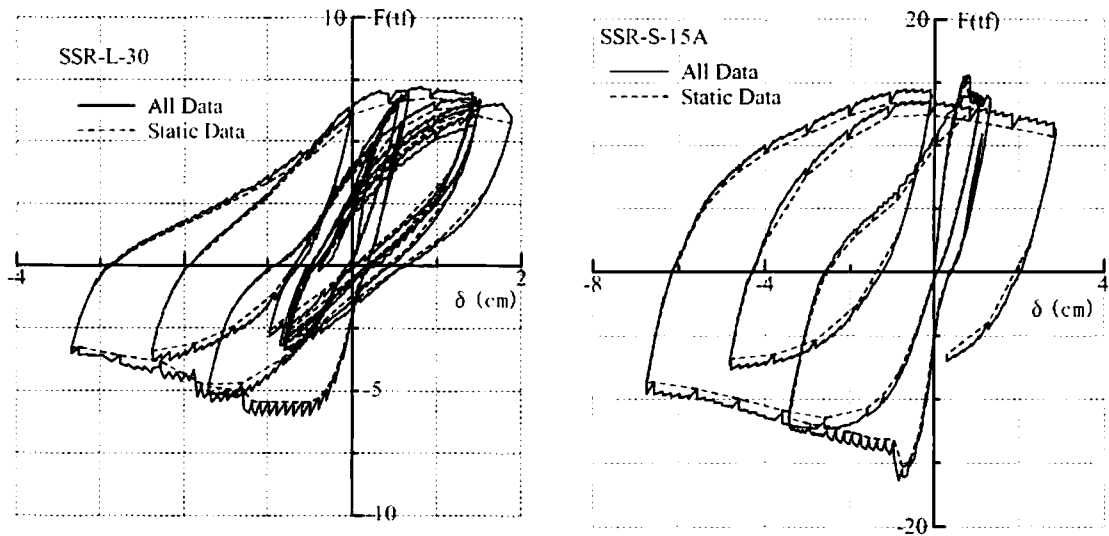 10
F(tf)
SSR-L-30
All Data
Static Data
-4
2
δ (cm)
5
-10
20
F(tf)
SSR-S-15A
All Data
Static Data
-8
-4
4
δ (cm)
-20